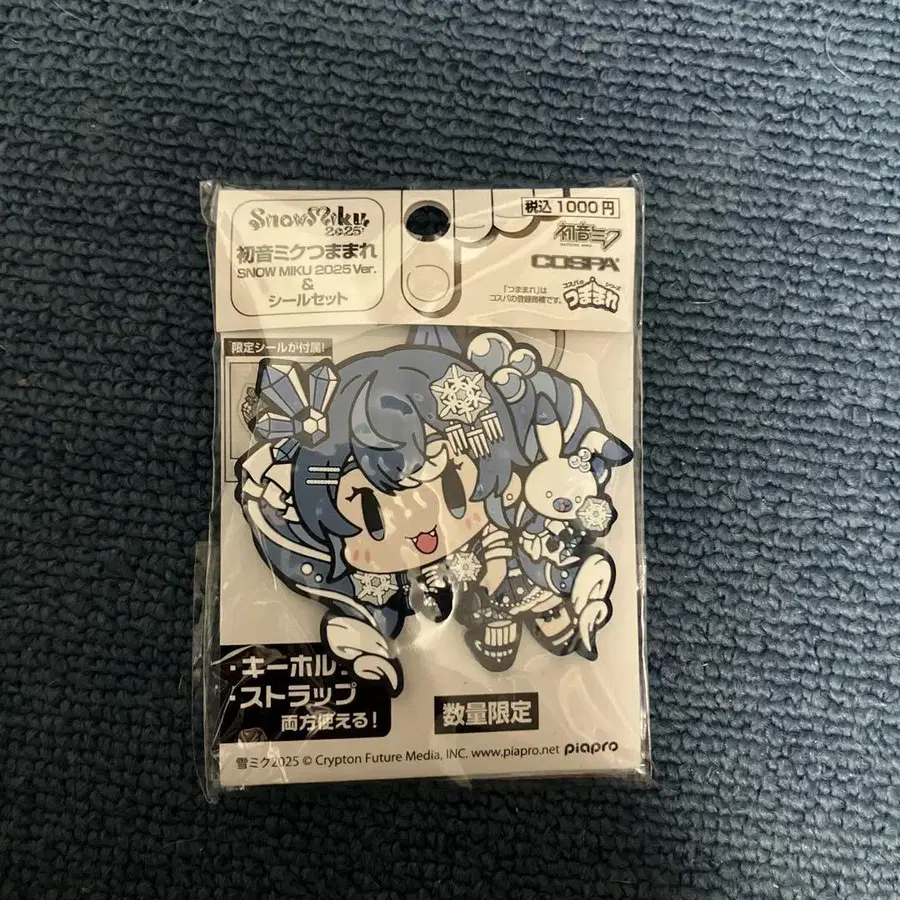 SnowMiku
2025
初音ミクつままれ
SNOW MIKU 2025 Ver.
&
シールセット
税込1000円
初音ミク
COSPA
「つままれ」は
コスパの登録商標です。
コスパの
シリーズ
つままれ
限定シールが付属!
・キーホル
・ストラップ
両方使える!
数量限定
雪ミク2025 © Crypton Future Media, INC. www.piapro.net piapro